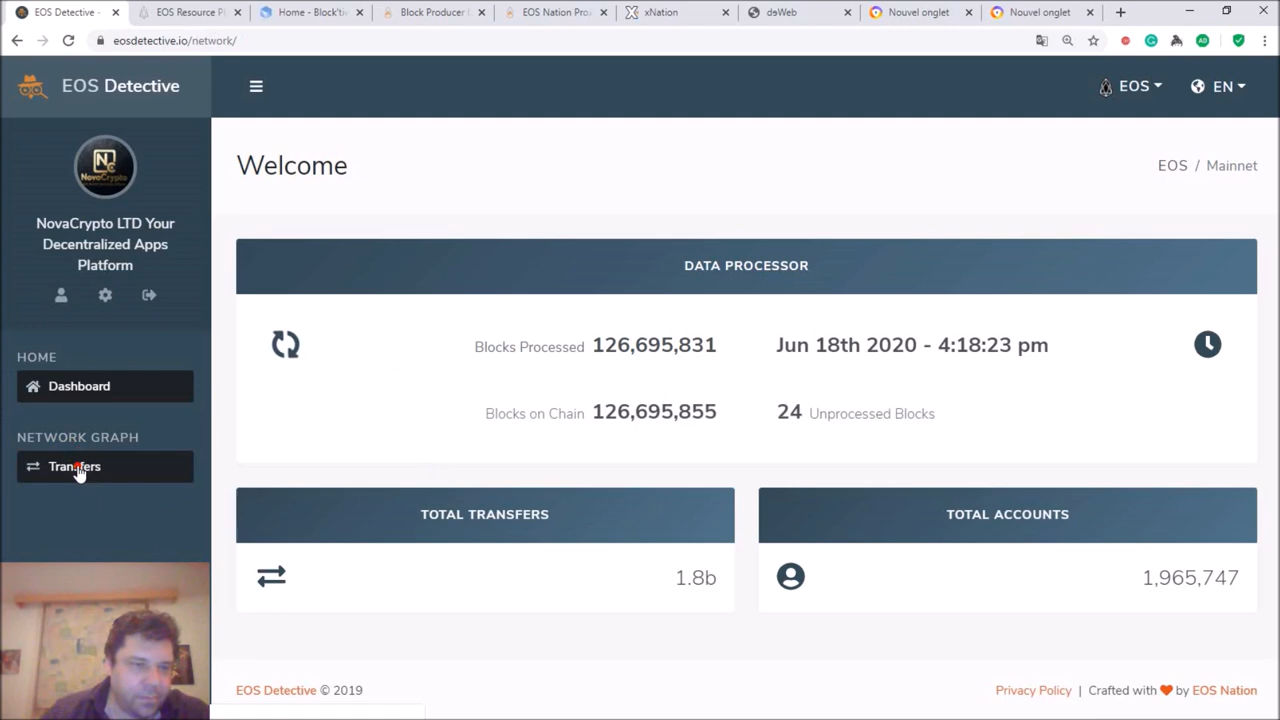 EOS Detective -
EOS Resource Pl
Home - Block'tiv
Block Producer C
EOS Nation Prox
xNation
dəWeb
Nouvel onglet
Nouvel onglet
eosdetective.io/network/
EOS Detective
EOS
EN
NovaCrypto
NovaCrypto LTD Your
Decentralized Apps
Platform
Welcome
EOS / Mainnet
DATA PROCESSOR
Blocks Processed 126,695,831
Jun 18th 2020 - 4:18:23 pm
Blocks on Chain 126,695,855
24 Unprocessed Blocks
HOME
Dashboard
NETWORK GRAPH
Transfers
TOTAL TRANSFERS
1.8b
TOTAL ACCOUNTS
1,965,747
EOS Detective © 2019
Privacy Policy | Crafted with ❤ by EOS Nation